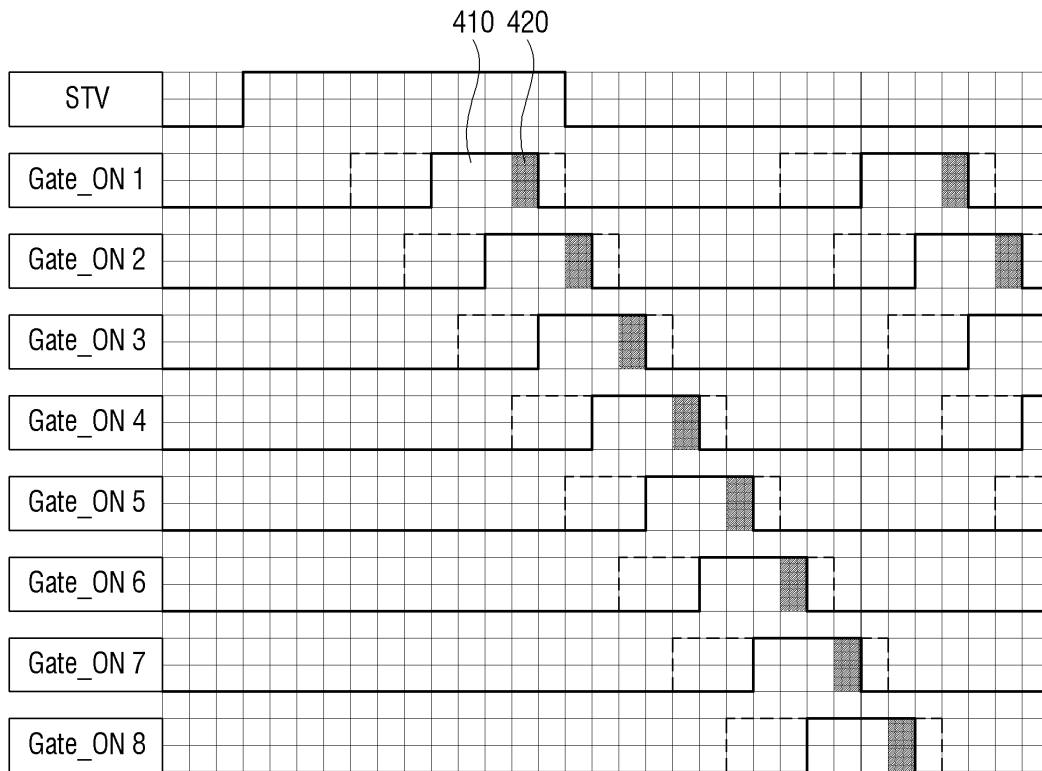 410 420
STV
Gate_ON 1
Gate_ON 2
Gate_ON 3
Gate_ON 4
Gate_ON 5
Gate_ON 6
Gate_ON 7
Gate_ON 8